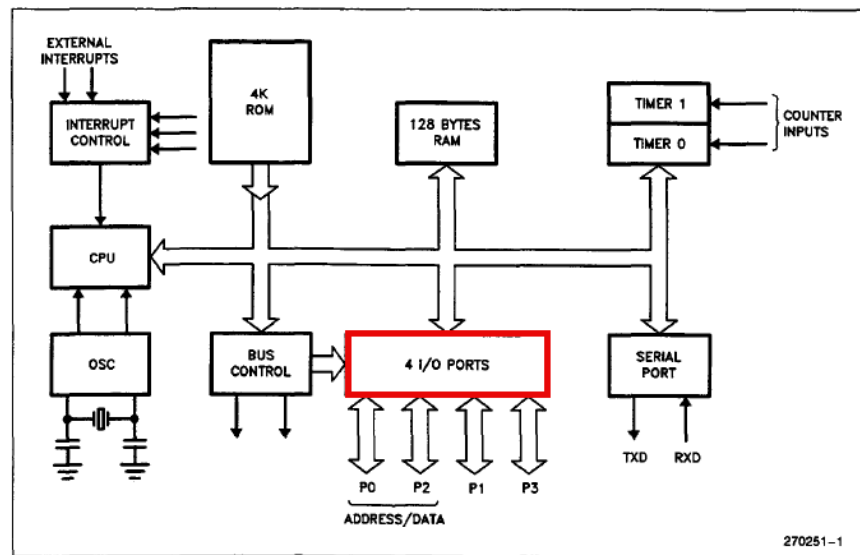 EXTERNAL
INTERRUPTS
INTERRUPT
CONTROL
4K
ROM
128 BYTES
RAM
TIMER 1
TIMER 0
COUNTER
INPUTS
CPU
OSC
BUS
CONTROL
4 I/O PORTS
SERIAL
PORT
TXD RXD
P0 P2 P1 P3
ADDRESS/DATA
270251-1